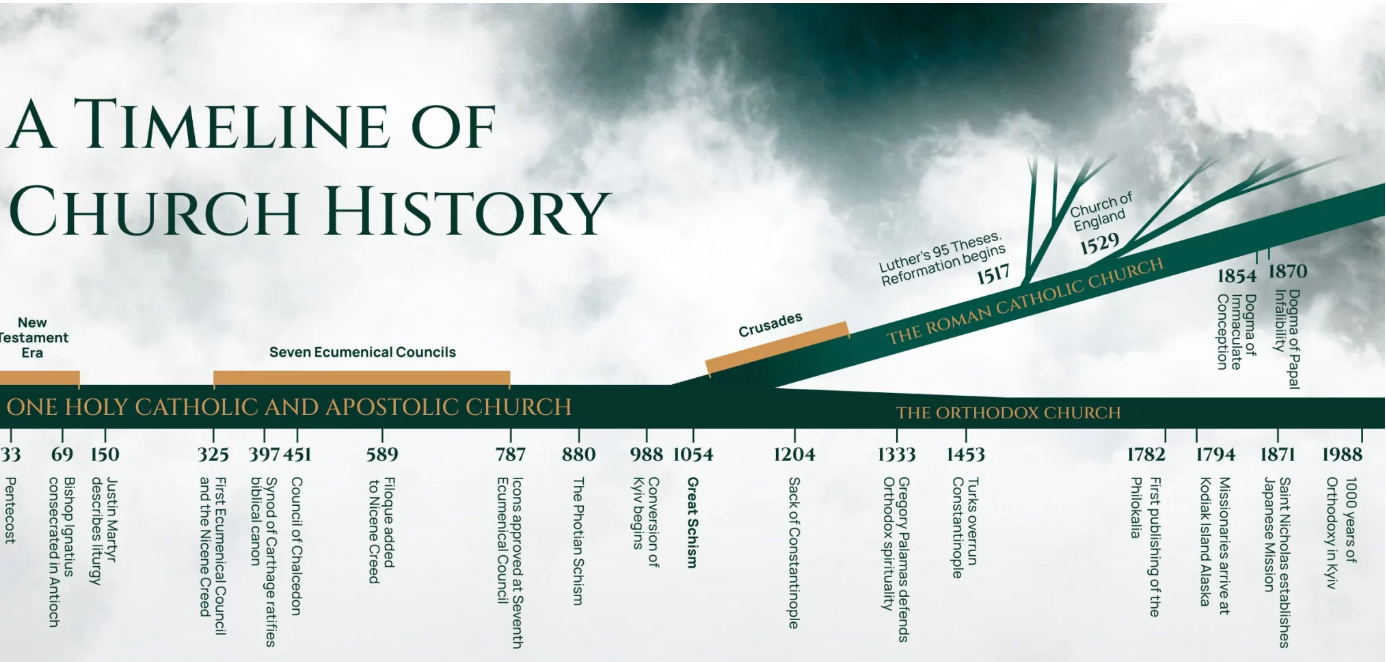 A Timeline of
Church History
New
Testament
Era
Seven Ecumenical Councils
Crusades
Luther's 95 Theses.
Reformation begins
1517
Church of
England
1529
ONE HOLY CATHOLIC AND APOSTOLIC CHURCH
THE ROMAN CATHOLIC CHURCH
THE ORTHODOX CHURCH
1854
Dogma of
Immaculate
Conception
1870
Dogma of Papal
Infalibility
33
Pentecost
69
Bishop Ignatius
consecrated in Antioch
150
Justin Martyr
describes liturgy
325
First Ecumenical Council
and the Nicene Creed
397
Synod of Carthage ratifies
biblical canon
451
Council of Chalcedon
589
Filoque added
to Nicene Creed
787
Icons approved at Seventh
Ecumenical Council
880
The Photian Schism
988
Conversion of
Kyiv begins
1054
Great Schism
1204
Sack of Constantinople
1333
Gregory Palamas defends
Orthodox spirituality
1453
Turks overrun
Constantinople
1782
First publishing of the
Philokalia
1794
Missionaries arrive at
Kodiak Island Alaska
1871
Saint Nicholas establishes
Japanese Mission
1988
1000 years of
Orthodoxy in Kyiv